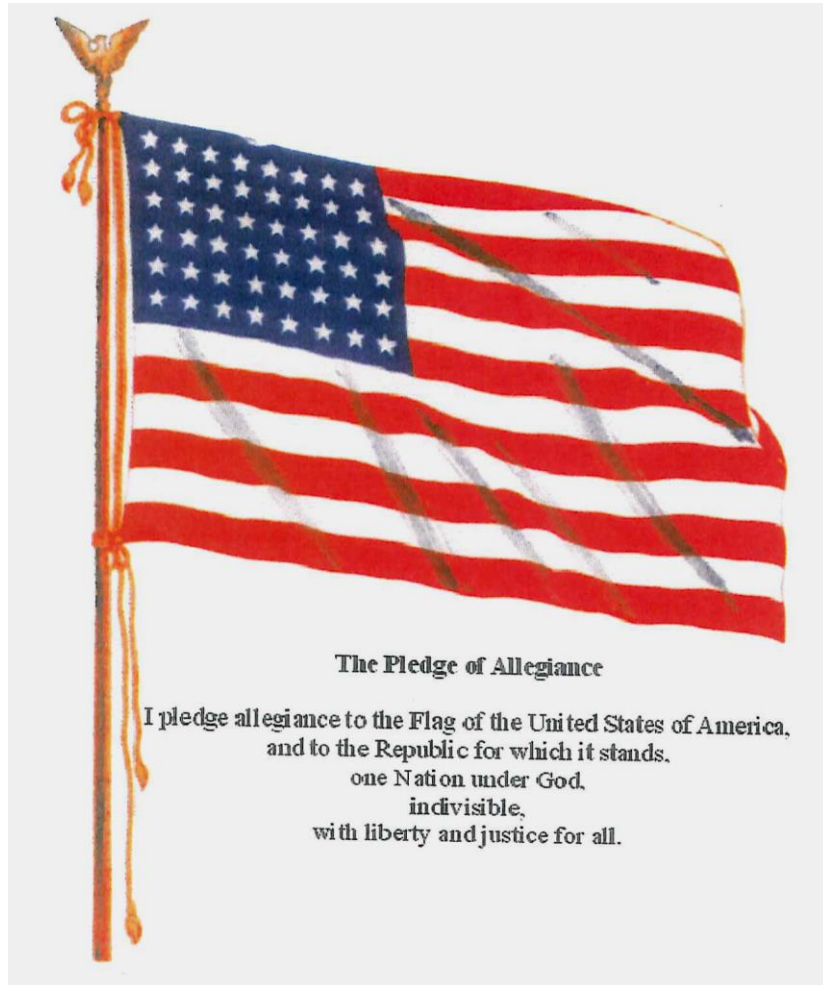 The Pledge of Allegiance
I pledge allegiance to the Flag of the United States of America,
and to the Republic for which it stands,
one Nation under God,
indivisible,
with liberty and justice for all.